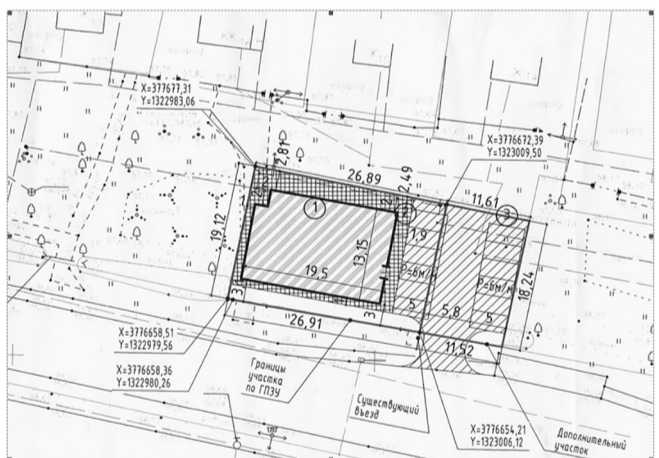 X=377677,31
Y=1322983,06
X=3776672,39
Y=1323009,50
2,81
26,89
2,49
11,61
1
3
2
19,12
1,9
13,15
19,5
Р=6м/м
Р=6м/м
18,24
5
5,8
5
3
3
26,91
11,52
X=3776658,51
Y=1322979,56
X=3776658,36
Y=1322980,26
Границы
участка
по ГПЗУ
Существующий
въезд
X=3776654,21
Y=1323006,12
Дополнительный
участок